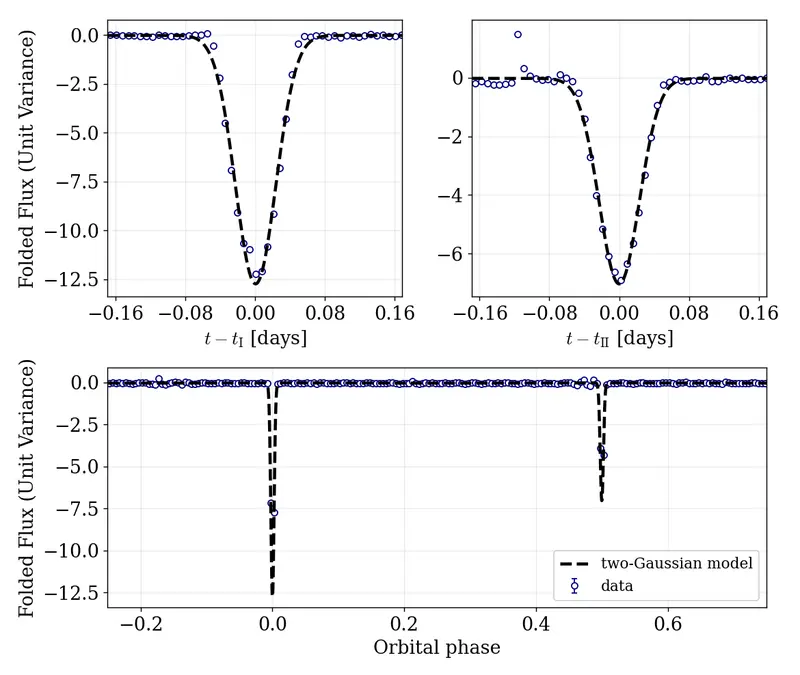 Folded Flux (Unit Variance)
0.0
−2.5
−5.0
−7.5
−10.0
−12.5
−0.16 −0.08 0.00 0.08 0.16
t − tI [days]
0
−2
−4
−6
−0.16 −0.08 0.00 0.08 0.16
t − tII [days]
Folded Flux (Unit Variance)
0.0
−2.5
−5.0
−7.5
−10.0
−12.5
two-Gaussian model
data
−0.2 0.0 0.2 0.4 0.6
Orbital phase